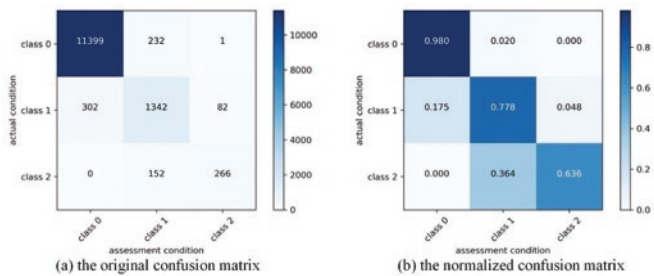 class 0
class 1
class 2
actual condition
11399 232 1
302 1342 82
0 152 266
10000
8000
6000
4000
2000
0
class 0
class 1
class 2
assessment condition
(a) the original confusion matrix
class 0
class 1
class 2
actual condition
0.980 0.020 0.000
0.175 0.778 0.048
0.000 0.364 0.636
0.8
0.6
0.4
0.2
0.0
class 0
class 1
class 2
assessment condition
(b) the normalized confusion matrix